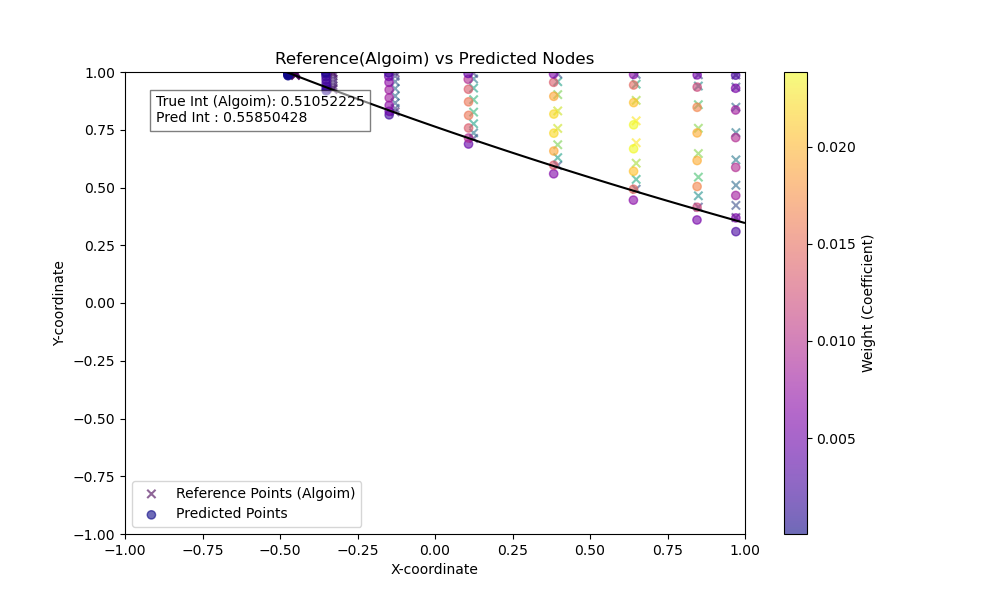 Reference(Algoim) vs Predicted Nodes
True Int (Algoim): 0.51052225
Pred Int : 0.55850428
1.00
0.75
0.50
0.25
0.00
−0.25
−0.50
−0.75
−1.00
Y-coordinate
Reference Points (Algoim)
Predicted Points
−1.00 −0.75 −0.50 −0.25 0.00 0.25 0.50 0.75 1.00
X-coordinate
0.020
0.015
0.010
0.005
Weight (Coefficient)